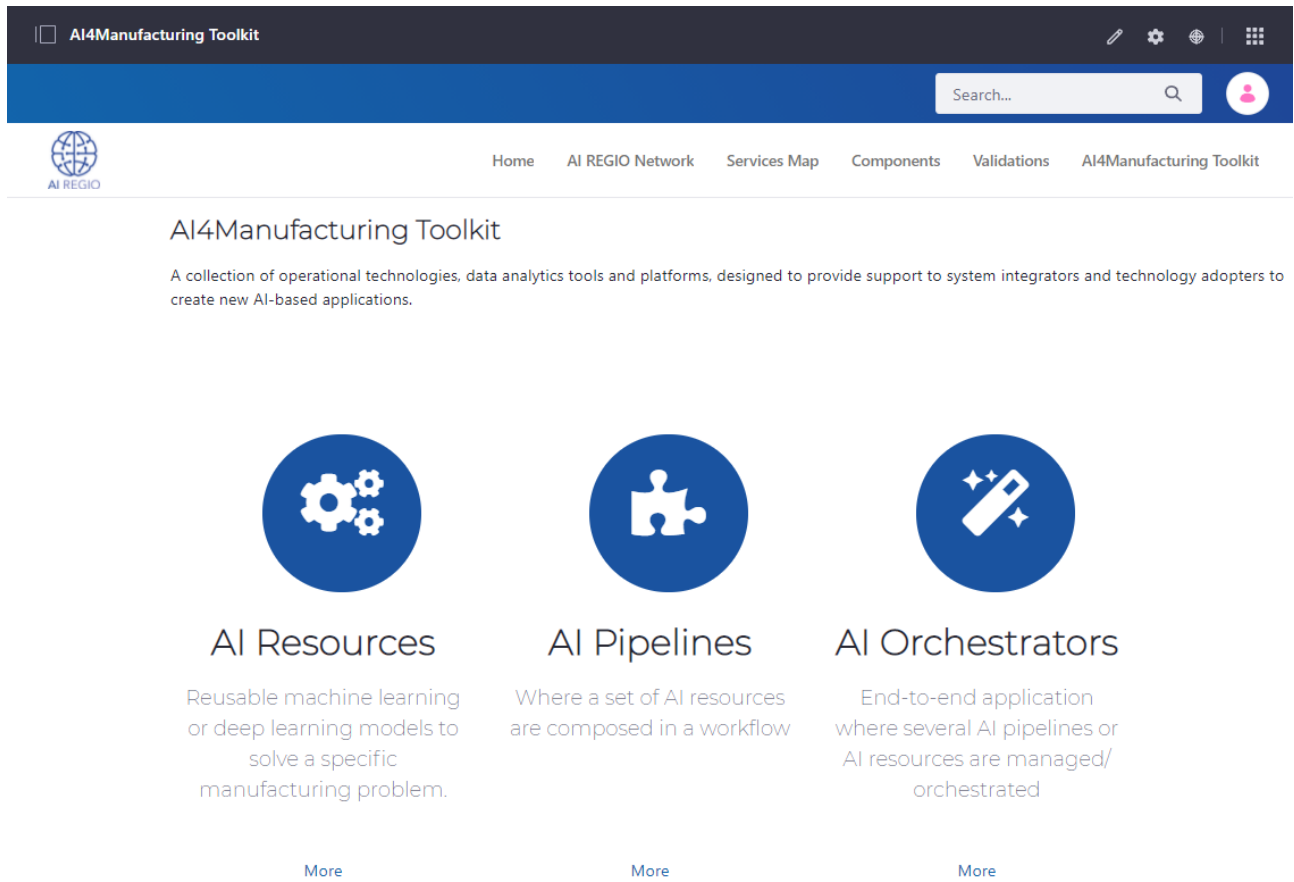 AI4Manufacturing Toolkit
Search...
AI REGIO
Home AI REGIO Network Services Map Components Validations AI4Manufacturing Toolkit
AI4Manufacturing Toolkit
A collection of operational technologies, data analytics tools and platforms, designed to provide support to system integrators and technology adopters to
create new AI-based applications.
AI Resources
Reusable machine learning
or deep learning models to
solve a specific
manufacturing problem.
More
AI Pipelines
Where a set of AI resources
are composed in a workflow
More
AI Orchestrators
End-to-end application
where several AI pipelines or
AI resources are managed/
orchestrated
More